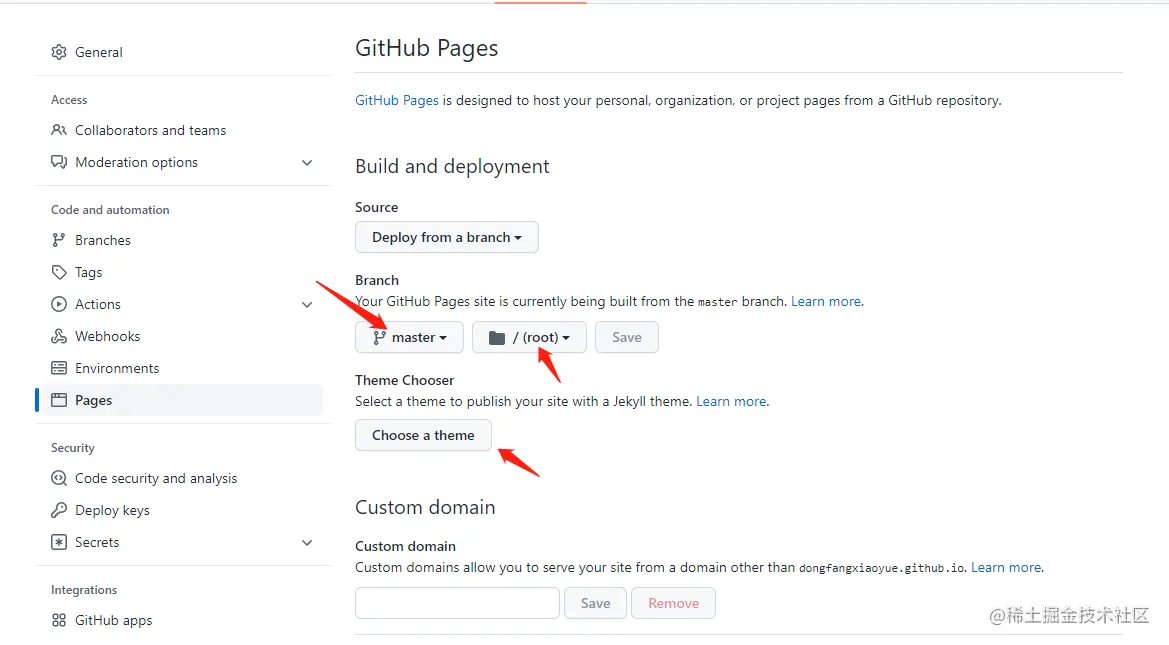 General
Access
Collaborators and teams
Moderation options
Code and automation
Branches
Tags
Actions
Webhooks
Environments
Pages
Security
Code security and analysis
Deploy keys
Secrets
Integrations
GitHub apps
GitHub Pages
GitHub Pages is designed to host your personal, organization, or project pages from a GitHub repository.
Build and deployment
Source
Deploy from a branch
Branch
Your GitHub Pages site is currently being built from the master branch. Learn more.
master / (root) Save
Theme Chooser
Select a theme to publish your site with a Jekyll theme. Learn more.
Choose a theme
Custom domain
Custom domain
Custom domains allow you to serve your site from a domain other than dongfangxiaoyue.github.io. Learn more.
Save Remove
@稀土掘金技术社区